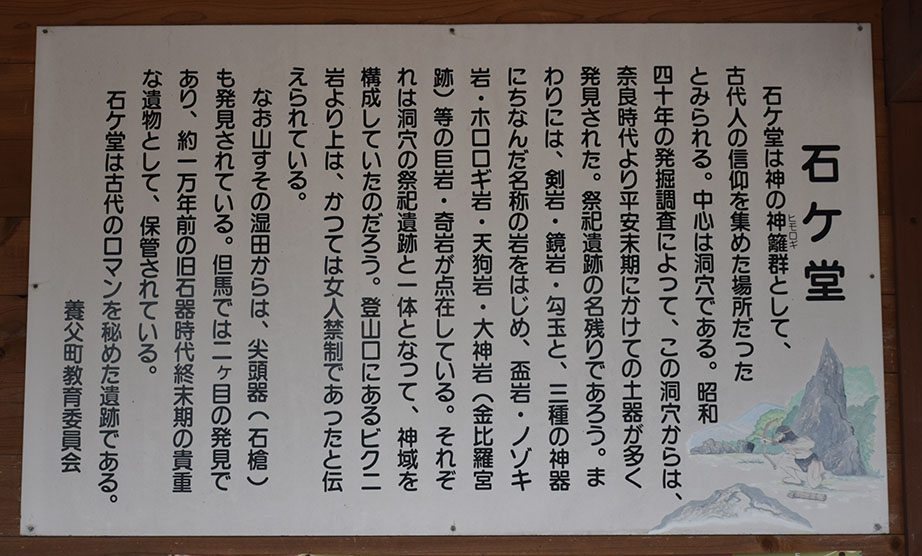 石ケ堂
石ケ堂は神の神籬群として、
ヒモロギ
古代人の信仰を集めた場所だった
とみられる。中心は洞穴である。昭和
四十年の発掘調査によって、この洞穴からは、
奈良時代より平安末期にかけての土器が多く
発見された。祭祀遺跡の名残りであろう。ま
わりには、剣岩・鏡岩・勾玉と、三種の神器
にちなんだ名称の岩をはじめ、盃岩・ノゾキ
岩・ホロロギ岩・天狗岩・大神岩（金比羅宮
跡）等の巨岩・奇岩が点在している。それぞ
れは洞穴の祭祀遺跡と一体となって、神域を
構成していたのだろう。登山口にあるビクニ
岩より上は、かつては女人禁制であったと伝
えられている。
なお山すその湿田からは、尖頭器（石槍）
も発見されている。但馬では二ヶ目の発見で
あり、約一万年前の旧石器時代終末期の貴重
な遺物として、保管されている。
石ケ堂は古代のロマンを秘めた遺跡である。
養父町教育委員会